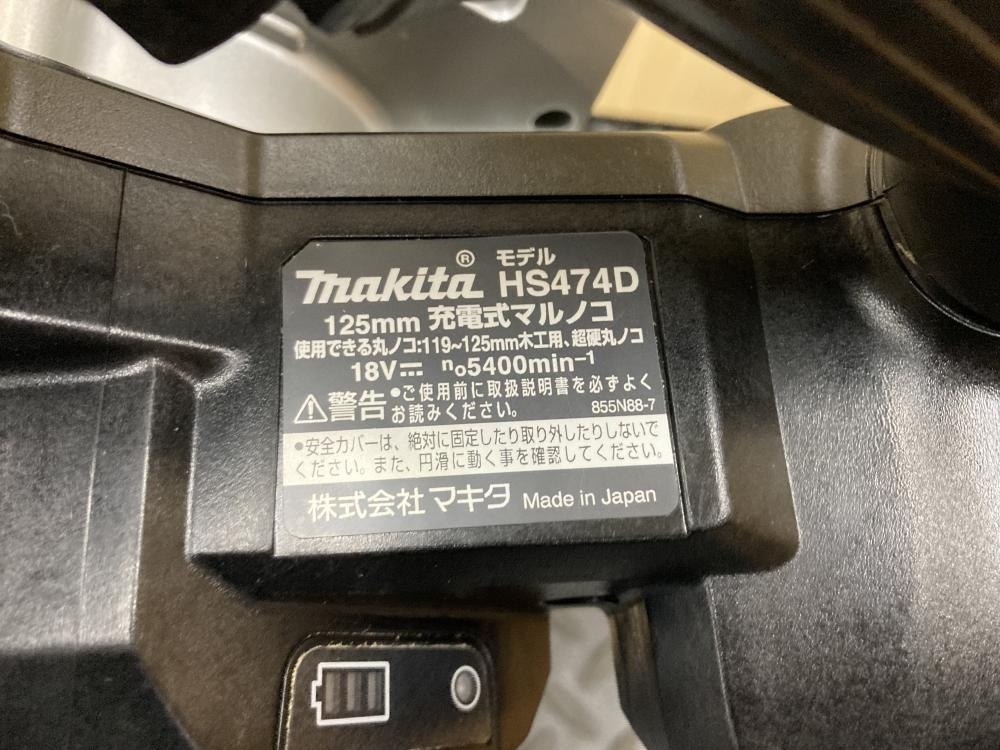 makita® モデル HS474D
125mm 充電式マルノコ
使用できる丸ノコ:119~125mm木工用、超硬丸ノコ
18V⎓ n₀5400min⁻¹
⚠警告 •ご使用前に取扱説明書を必ずよく
お読みください。 855N88-7
•安全カバーは、絶対に固定したり取り外したりしないで
ください。また、円滑に動く事を確認してください。
株式会社 マキタ Made in Japan